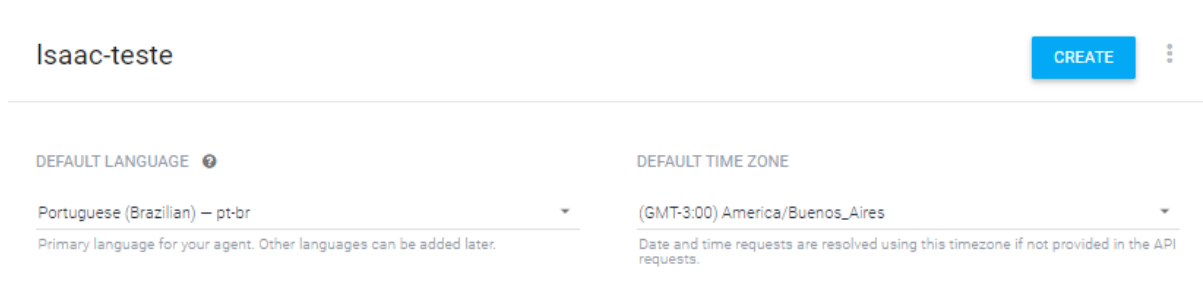 Isaac-teste
CREATE
DEFAULT LANGUAGE
DEFAULT TIME ZONE
Portuguese (Brazilian) — pt-br
(GMT-3:00) America/Buenos_Aires
Primary language for your agent. Other languages can be added later.
Date and time requests are resolved using this timezone if not provided in the API
requests.